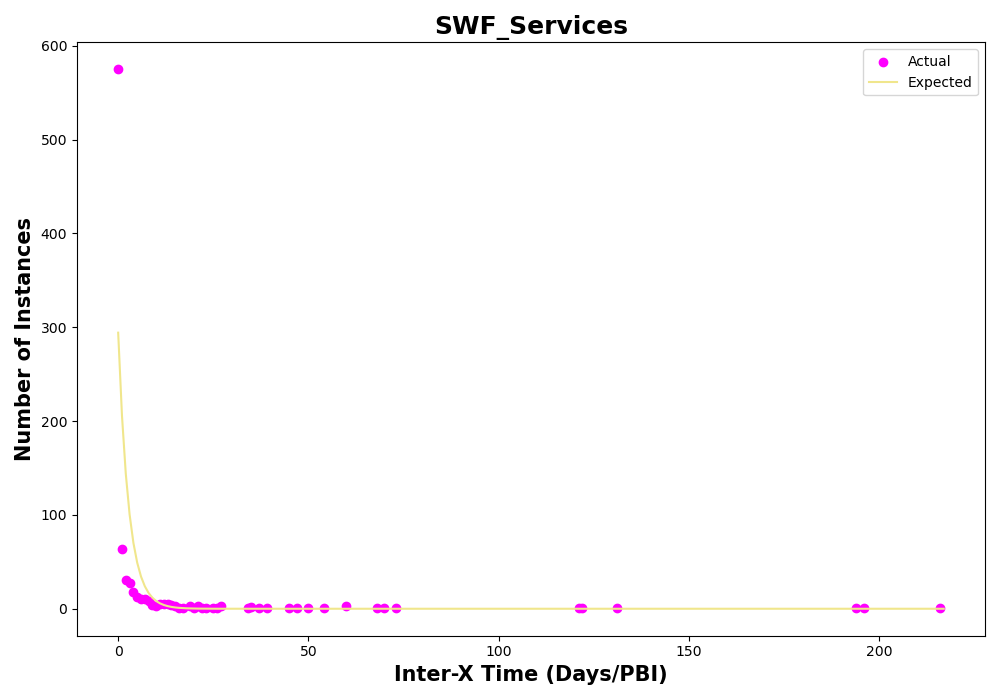 SWF_Services
Actual
Expected
Number of Instances
600
500
400
300
200
100
0
0
50
100
150
200
Inter-X Time (Days/PBI)